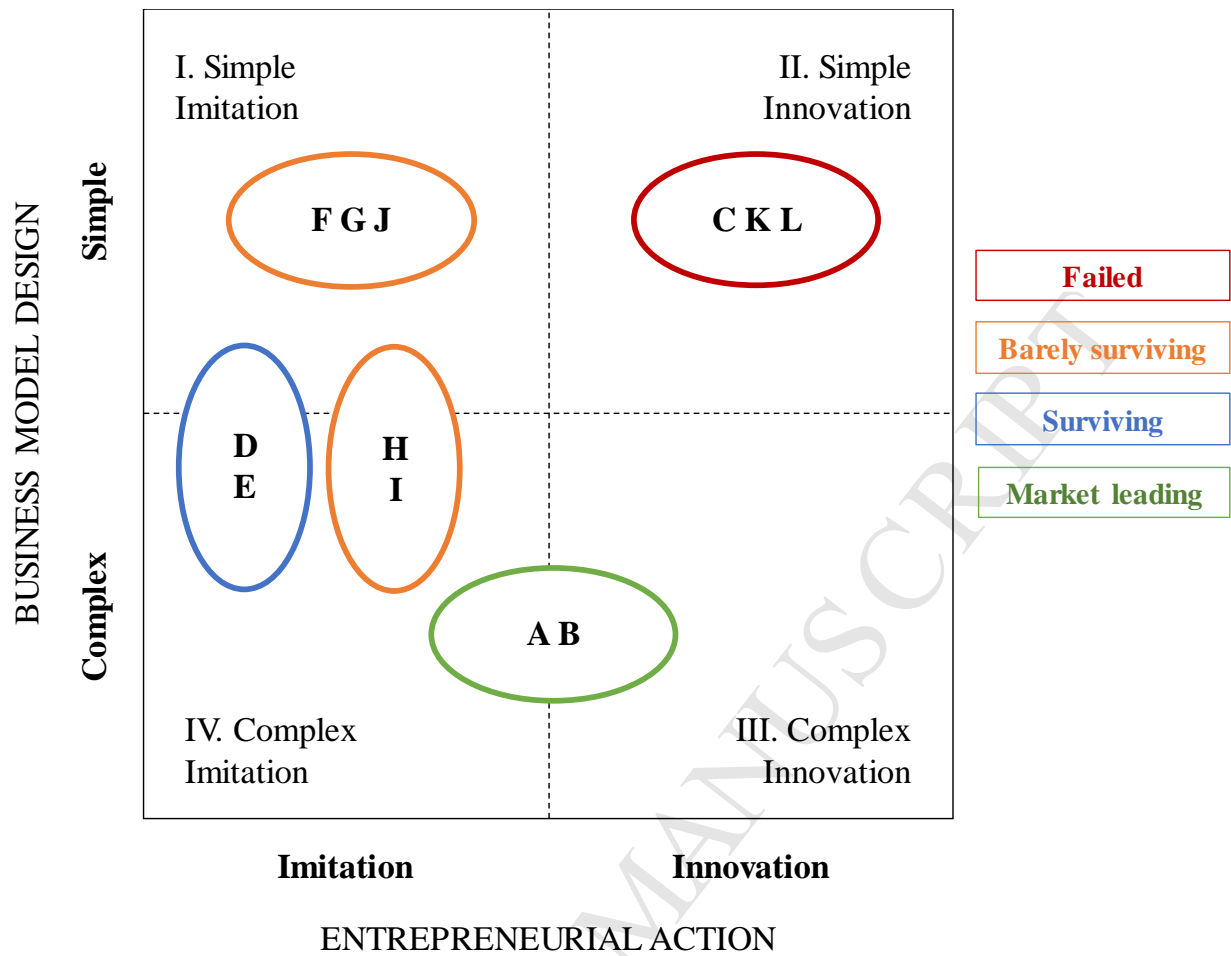 I. Simple
Imitation
II. Simple
Innovation
F G J
C K L
D
E
H
I
A B
IV. Complex
Imitation
III. Complex
Innovation
BUSINESS MODEL DESIGN
Simple
Complex
Imitation
Innovation
ENTREPRENEURIAL ACTION
Failed
Barely surviving
Surviving
Market leading
MANUSCRIPT